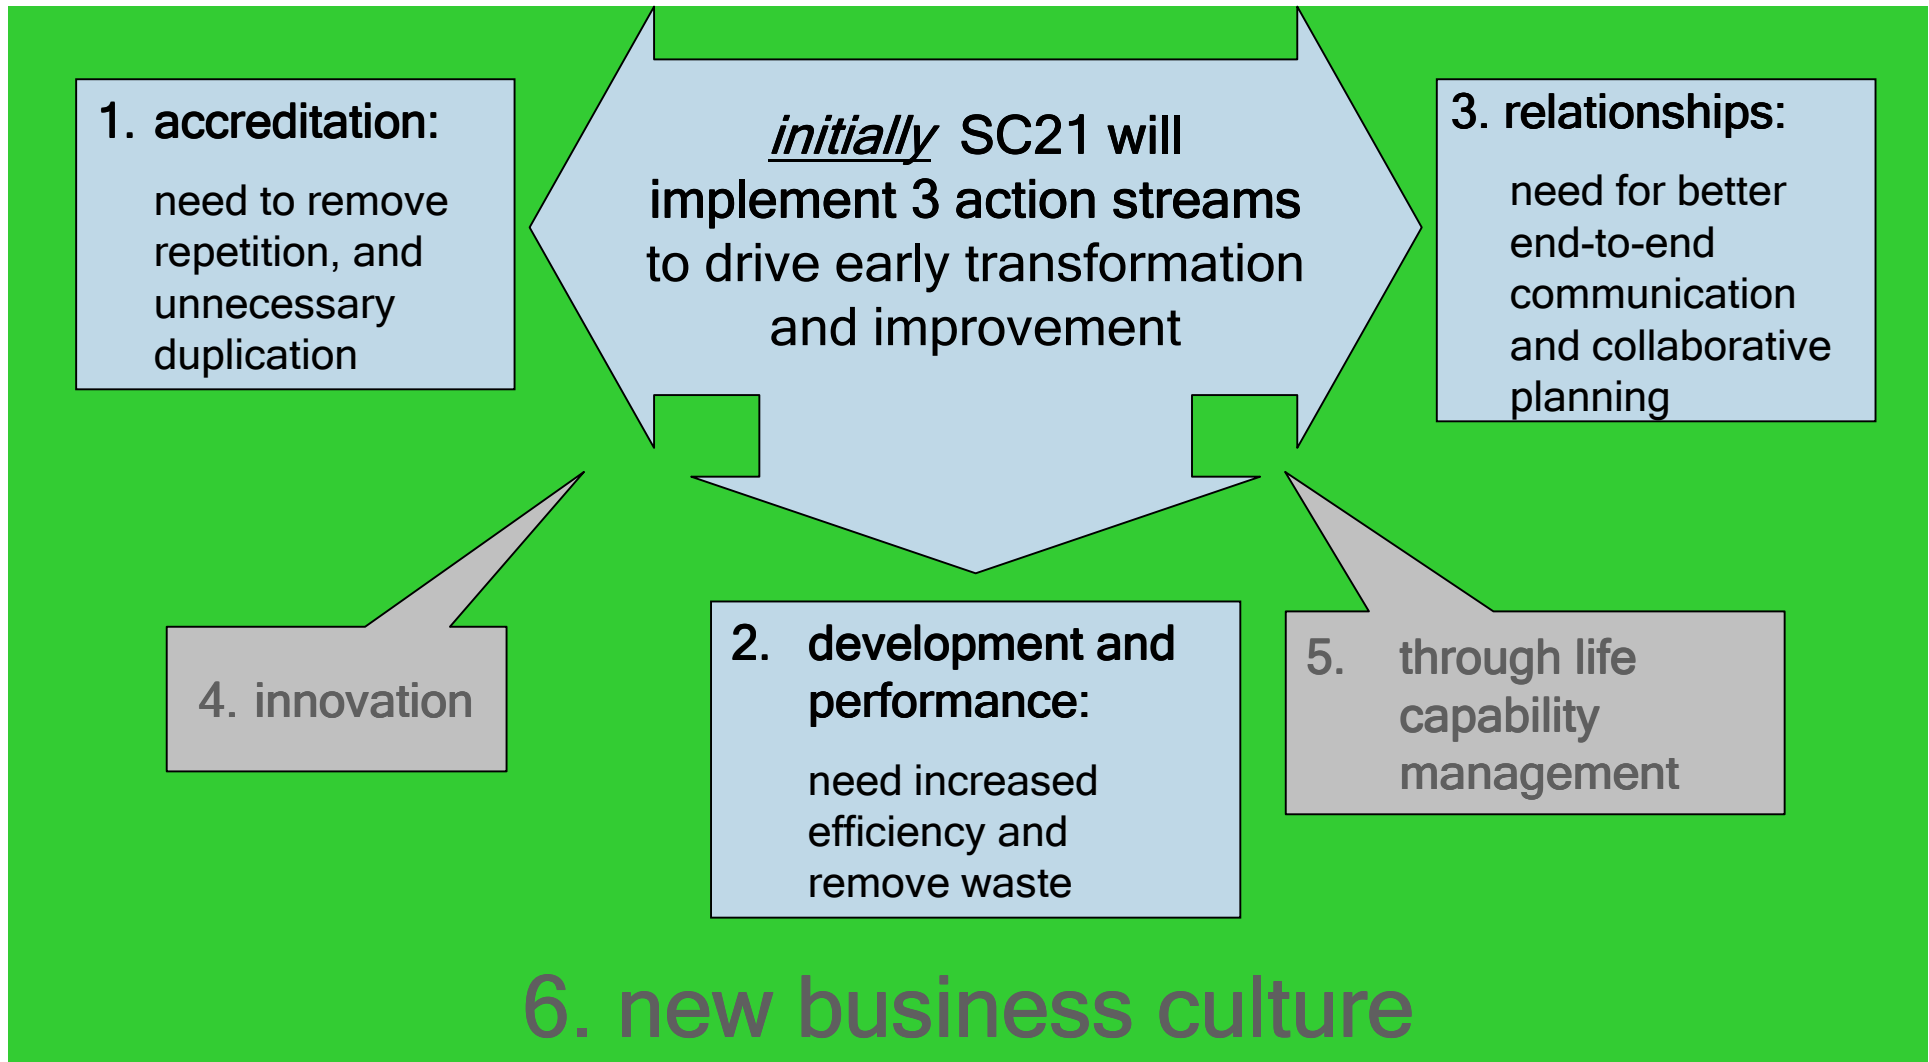 initially SC21 will
implement 3 action streams
to drive early transformation
and improvement
1. accreditation:
need to remove
repetition, and
unnecessary
duplication
3. relationships:
need for better
end-to-end
communication
and collaborative
planning
4. innovation
2. development and
performance:
need increased
efficiency and
remove waste
5. through life
capability
management
6. new business culture